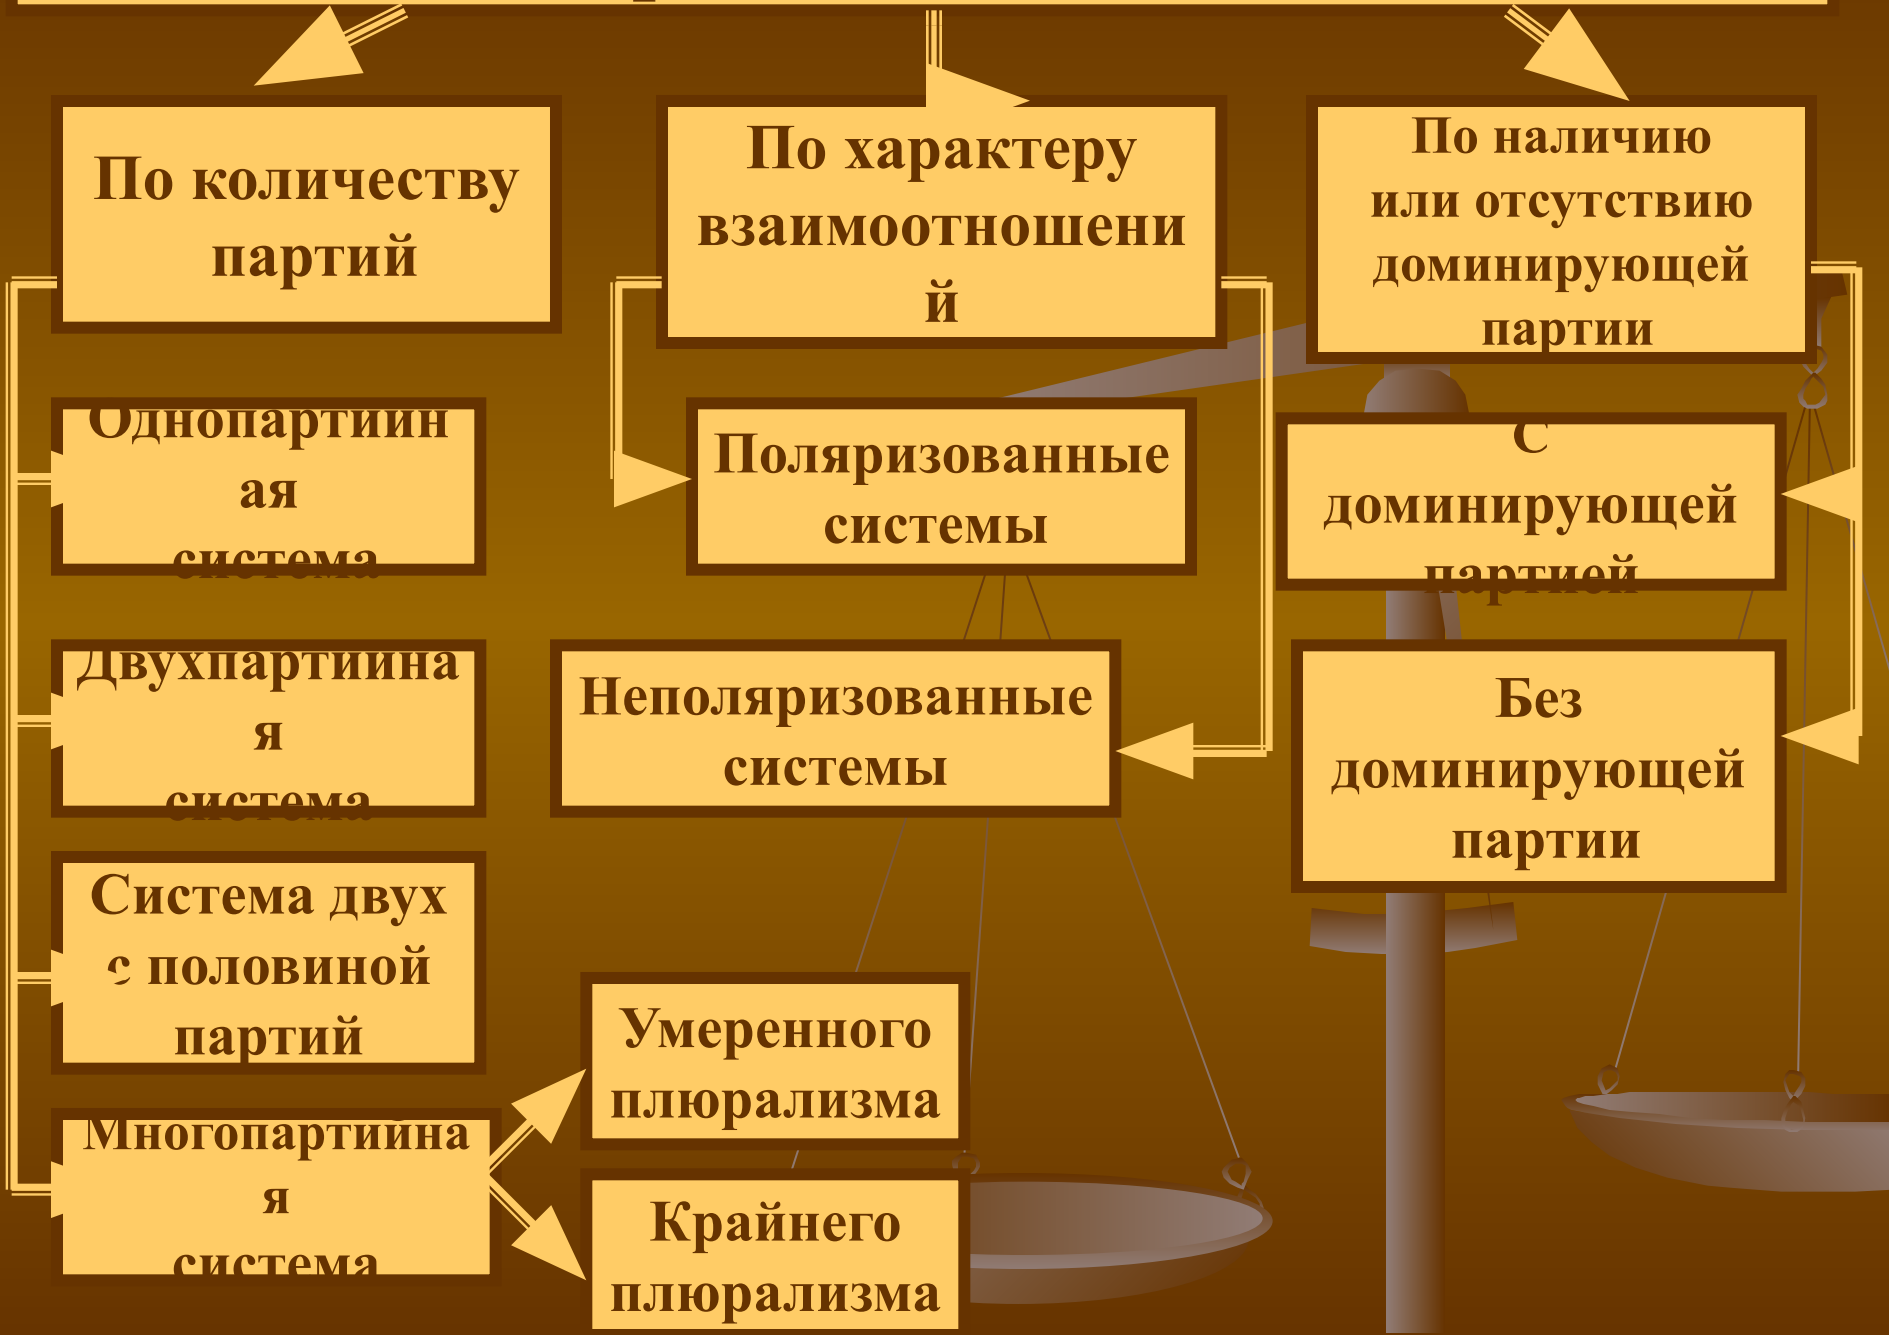 По количеству
партий
Однопартийн
ая
система
Двухпартийна
я
система
Система двух
с половиной
партий
Многопартийна
я
система
Умеренного
плюрализма
Крайнего
плюрализма
По характеру
взаимоотношени
й
Поляризованные
системы
Неполяризованные
системы
По наличию
или отсутствию
доминирующей
партии
С
доминирующей
партией
Без
доминирующей
партии